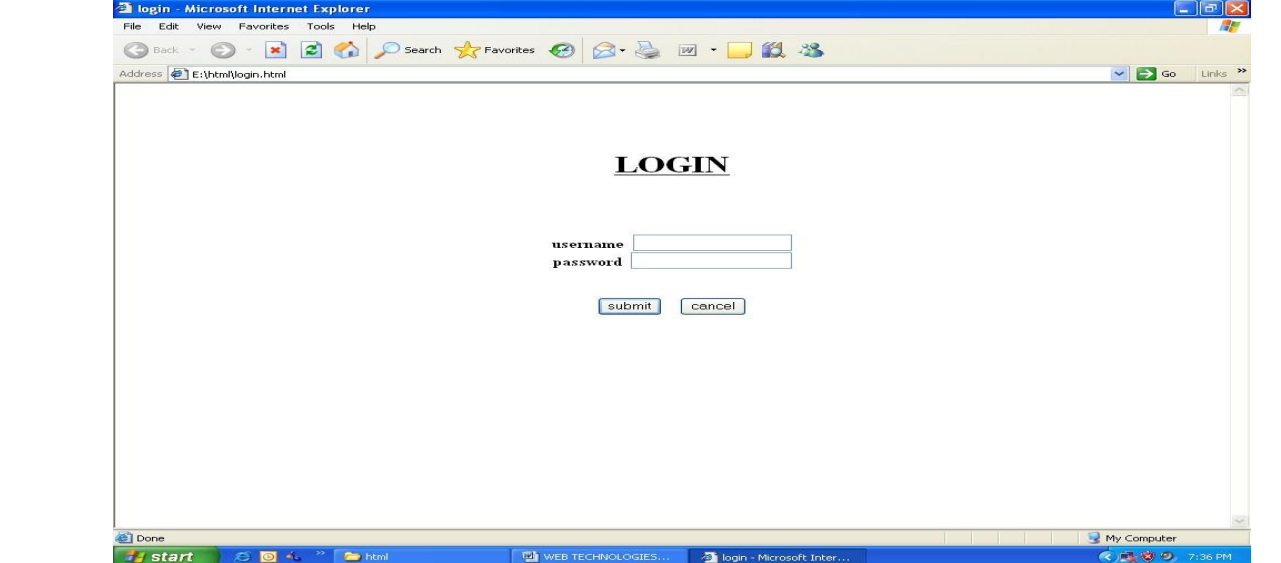 login - Microsoft Internet Explorer
File Edit View Favorites Tools Help
Back Search Favorites
Address E:\html\login.html Go Links »
LOGIN
username
password
submit cancel
Done My Computer
start » html WEB TECHNOLOGIES... login - Microsoft Inter... 7:36 PM